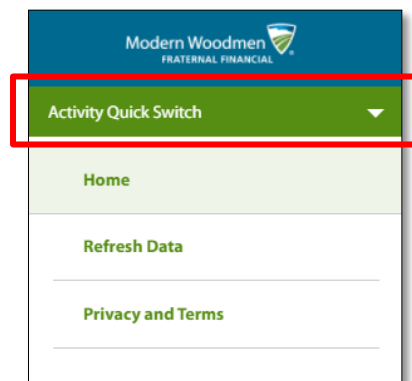 Modern Woodmen
FRATERNAL FINANCIAL
Activity Quick Switch
Home
Refresh Data
Privacy and Terms